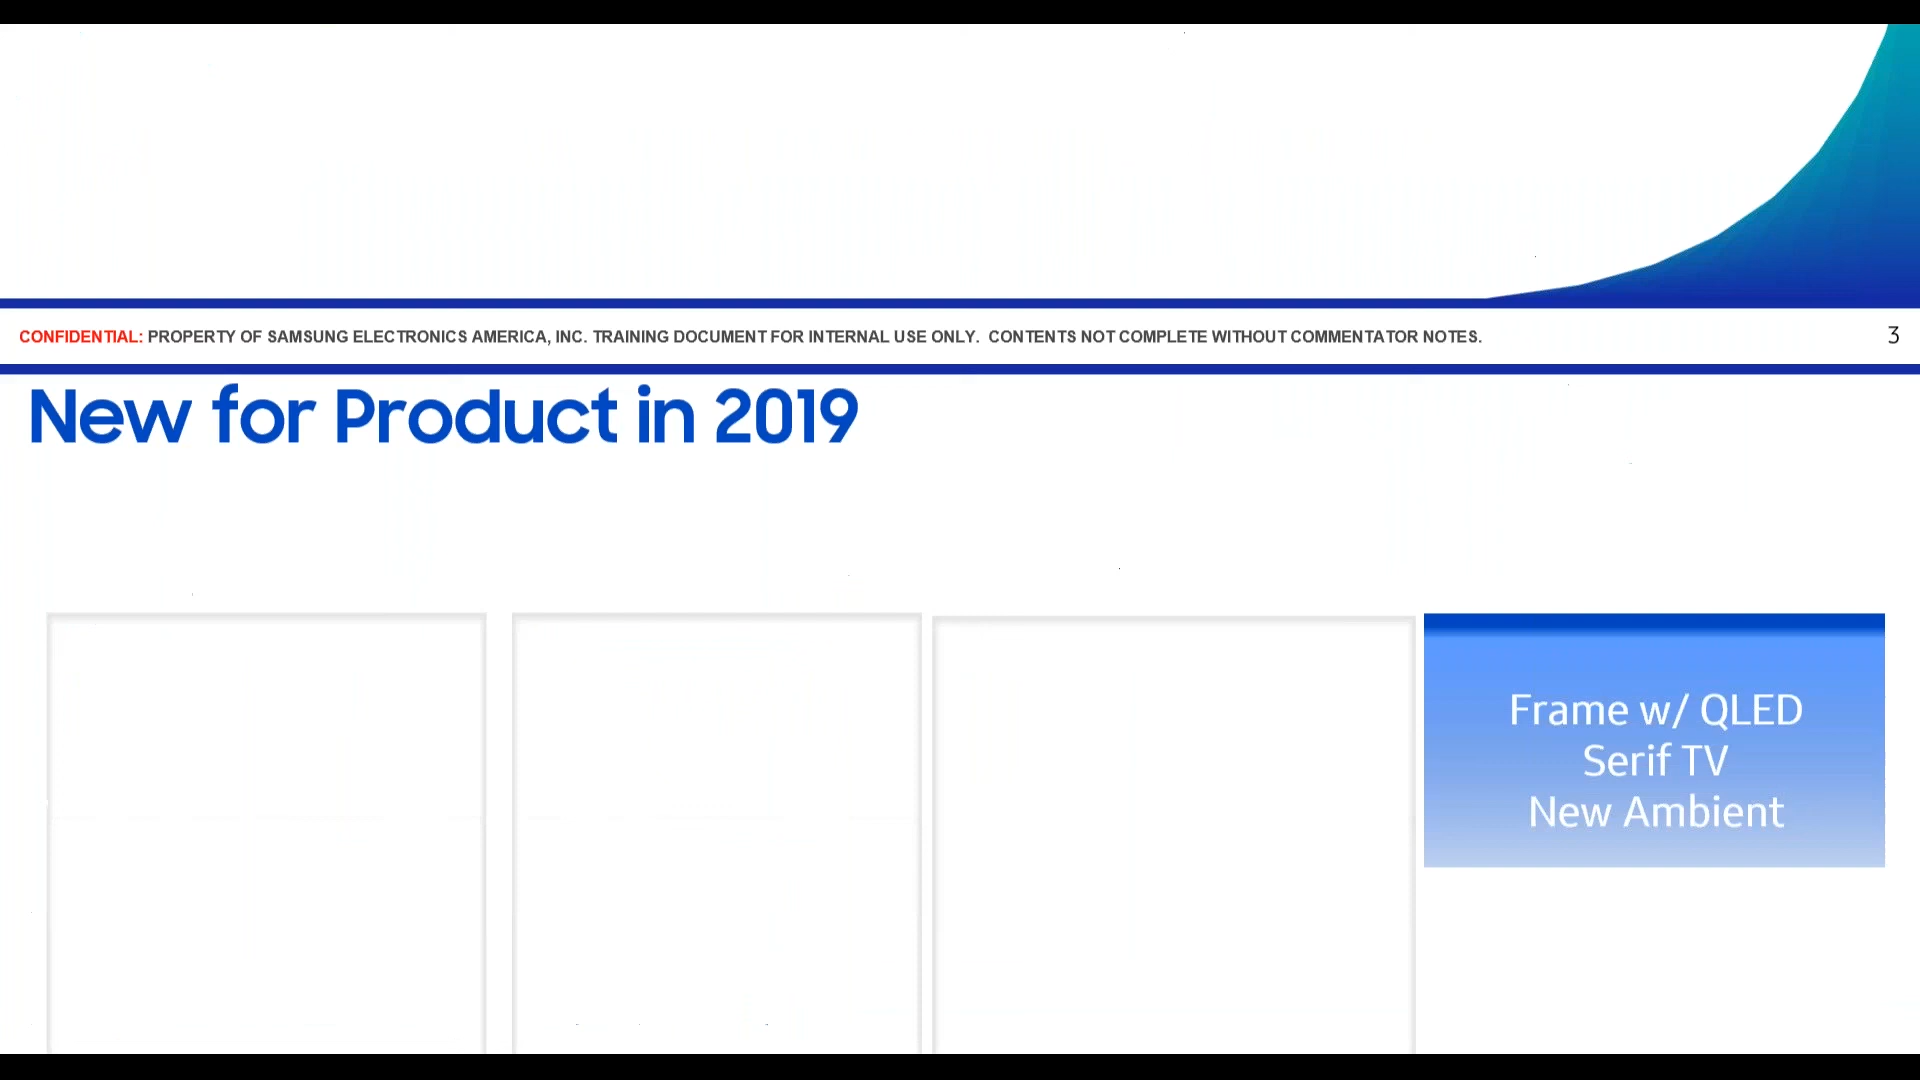 CONFIDENTIAL: PROPERTY OF SAMSUNG ELECTRONICS AMERICA, INC. TRAINING DOCUMENT FOR INTERNAL USE ONLY.  CONTENTS NOT COMPLETE WITHOUT COMMENTATOR NOTES.
3
New for Product in 2019
Frame w/ QLED
Serif TV
New Ambient